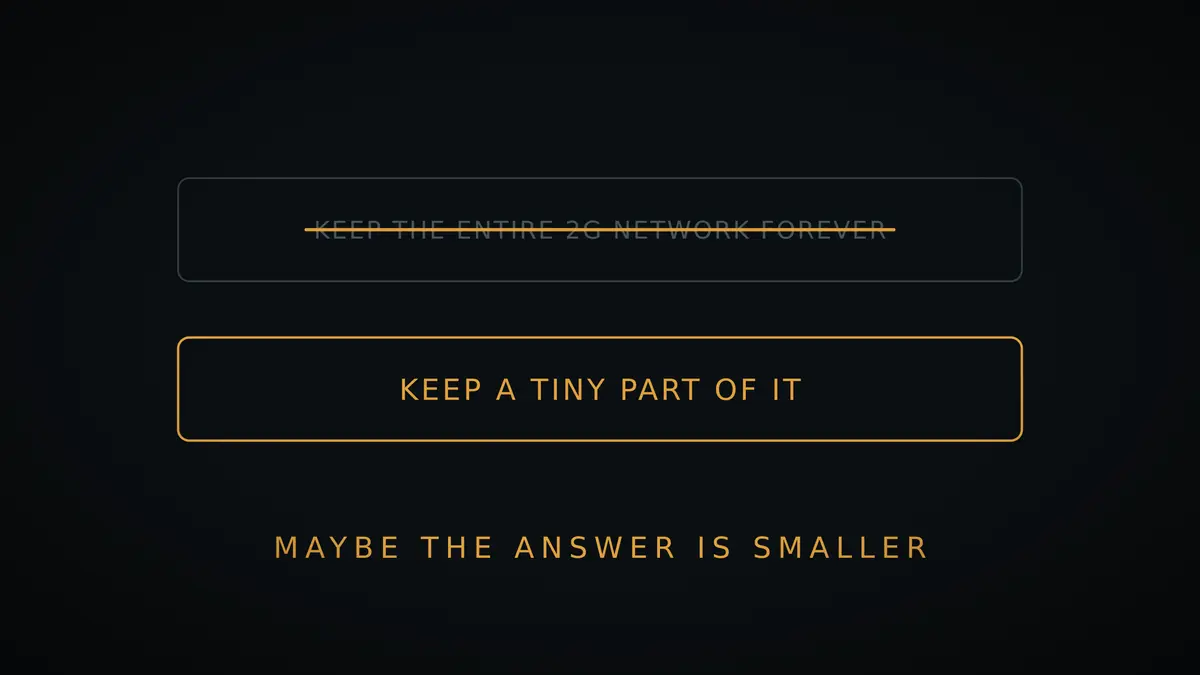 KEEP THE ENTIRE 2G NETWORK FOREVER
KEEP A TINY PART OF IT
MAYBE THE ANSWER IS SMALLER